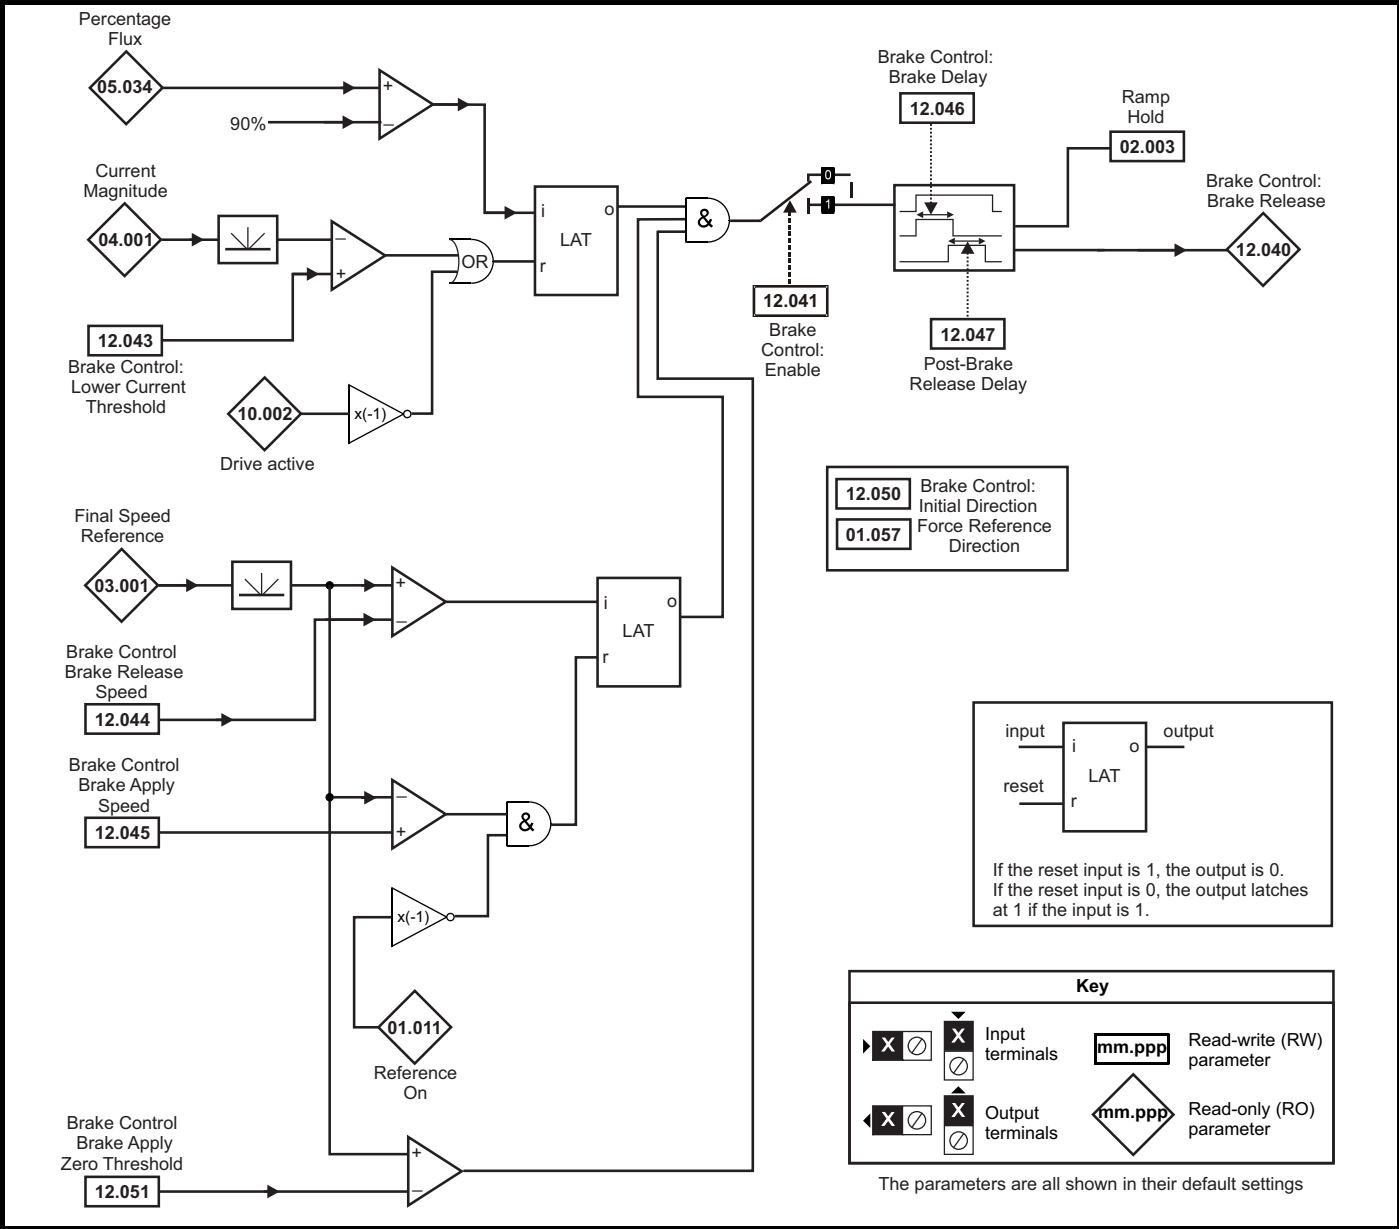 Percentage
Flux
05.034
+
90%
–
Current
Magnitude
04.001
–
+
12.043
Brake Control:
Lower Current
Threshold
10.002
x(-1)
Drive active
OR
i
o
LAT
r
&
0
1
12.041
Brake
Control:
Enable
Brake Control:
Brake Delay
12.046
12.047
Post-Brake
Release Delay
Ramp
Hold
02.003
Brake Control:
Brake Release
12.040
12.050
Brake Control:
Initial Direction
01.057
Force Reference
Direction
Final Speed
Reference
03.001
+
–
Brake Control
Brake Release
Speed
12.044
i
o
LAT
r
Brake Control
Brake Apply
Speed
12.045
–
+
&
x(-1)
01.011
Reference
On
Brake Control
Brake Apply
Zero Threshold
12.051
+
–
input
i
o
output
LAT
reset
r
If the reset input is 1, the output is 0.
If the reset input is 0, the output latches
at 1 if the input is 1.
Key
X
X
Input
terminals
mm.ppp
Read-write (RW)
parameter
X
X
Output
terminals
mm.ppp
Read-only (RO)
parameter
The parameters are all shown in their default settings